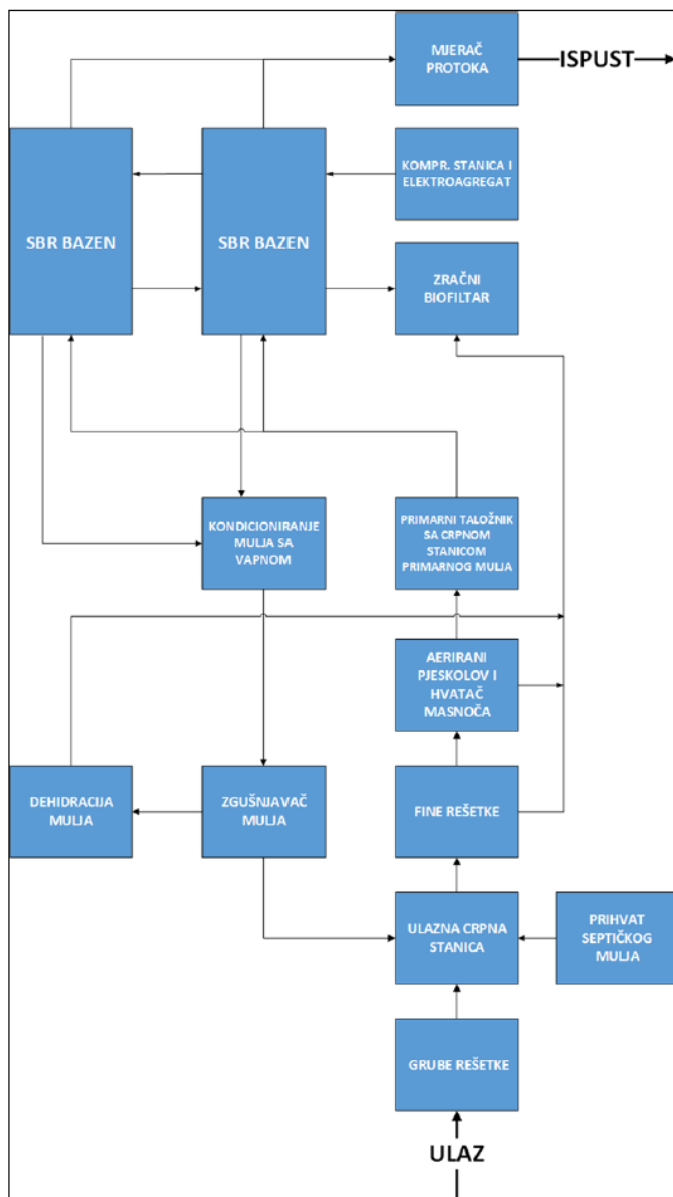 MJERAČ
PROTOKA
ISPUST
SBR BAZEN
SBR BAZEN
KOMPR. STANICA I
ELEKTROAGREGAT
ZRAČNI
BIOFILTAR
KONDICIONIRANJE
MULJA SA
VAPNOM
PRIMARNI TALOŽNIK
SA CRPNOM
STANICOM
PRIMARNOG MULJA
AERIRANI
PJESKOLOV I
HVATAČ
MASNOČA
DEHIDRACIJA
MULJA
ZGUŠNJAVAČ
MULJA
FINE REŠETKE
ULAZNA CRPNA
STANICA
PRIHVAT
SEPTIČKOG
MULJA
GRUBE REŠETKE
ULAZ